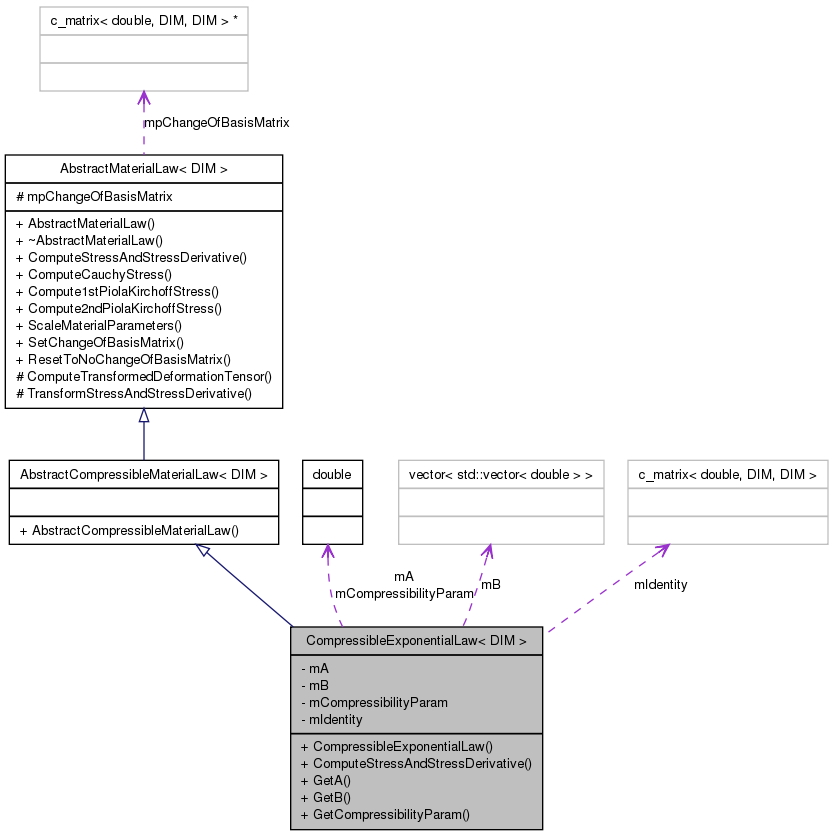 c_matrix< double, DIM, DIM > *
mpChangeOfBasisMatrix
AbstractMaterialLaw< DIM >
# mpChangeOfBasisMatrix
+ AbstractMaterialLaw()
+ ~AbstractMaterialLaw()
+ ComputeStressAndStressDerivative()
+ ComputeCauchyStress()
+ Compute1stPiolaKirchoffStress()
+ Compute2ndPiolaKirchoffStress()
+ ScaleMaterialParameters()
+ SetChangeOfBasisMatrix()
+ ResetToNoChangeOfBasisMatrix()
# ComputeTransformedDeformationTensor()
# TransformStressAndStressDerivative()
AbstractCompressibleMaterialLaw< DIM >
+ AbstractCompressibleMaterialLaw()
double
vector< std::vector< double > >
c_matrix< double, DIM, DIM >
mA
mCompressibilityParam
mB
mIdentity
CompressibleExponentialLaw< DIM >
- mA
- mB
- mCompressibilityParam
- mIdentity
+ CompressibleExponentialLaw()
+ ComputeStressAndStressDerivative()
+ GetA()
+ GetB()
+ GetCompressibilityParam()